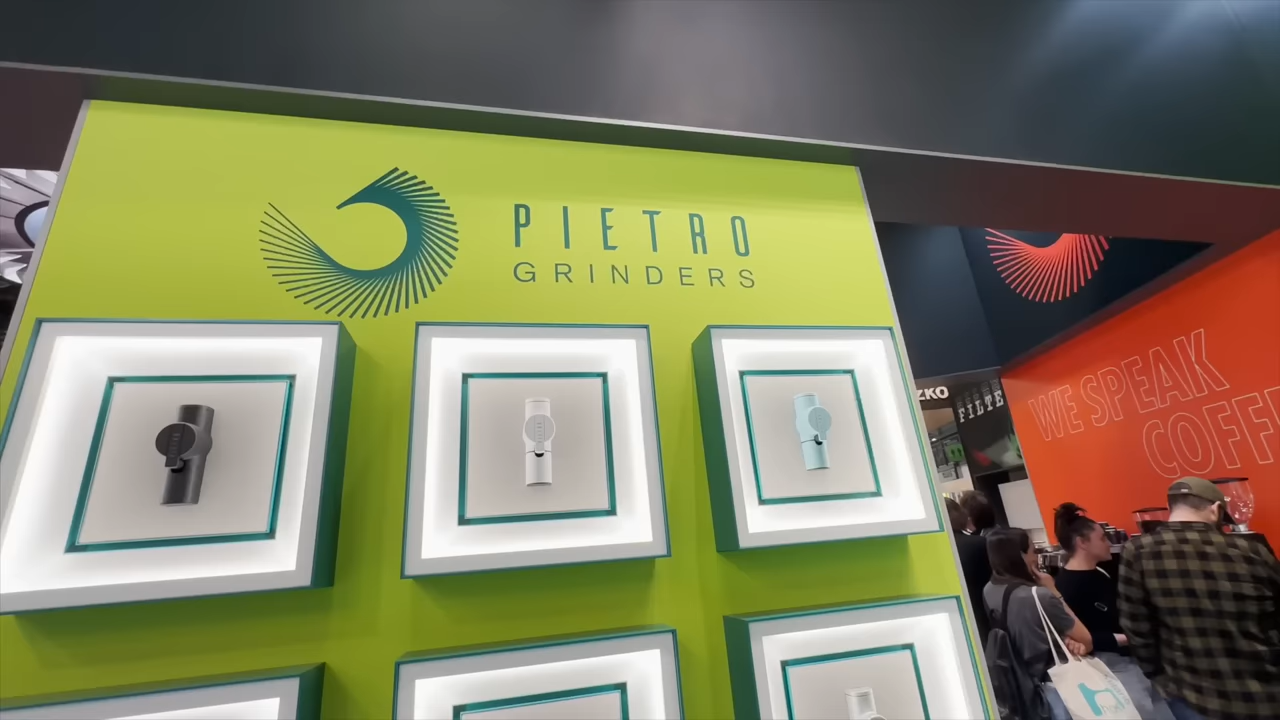 PIETRO
GRINDERS
ZKO
FILTE
WE SPEAK
COFF